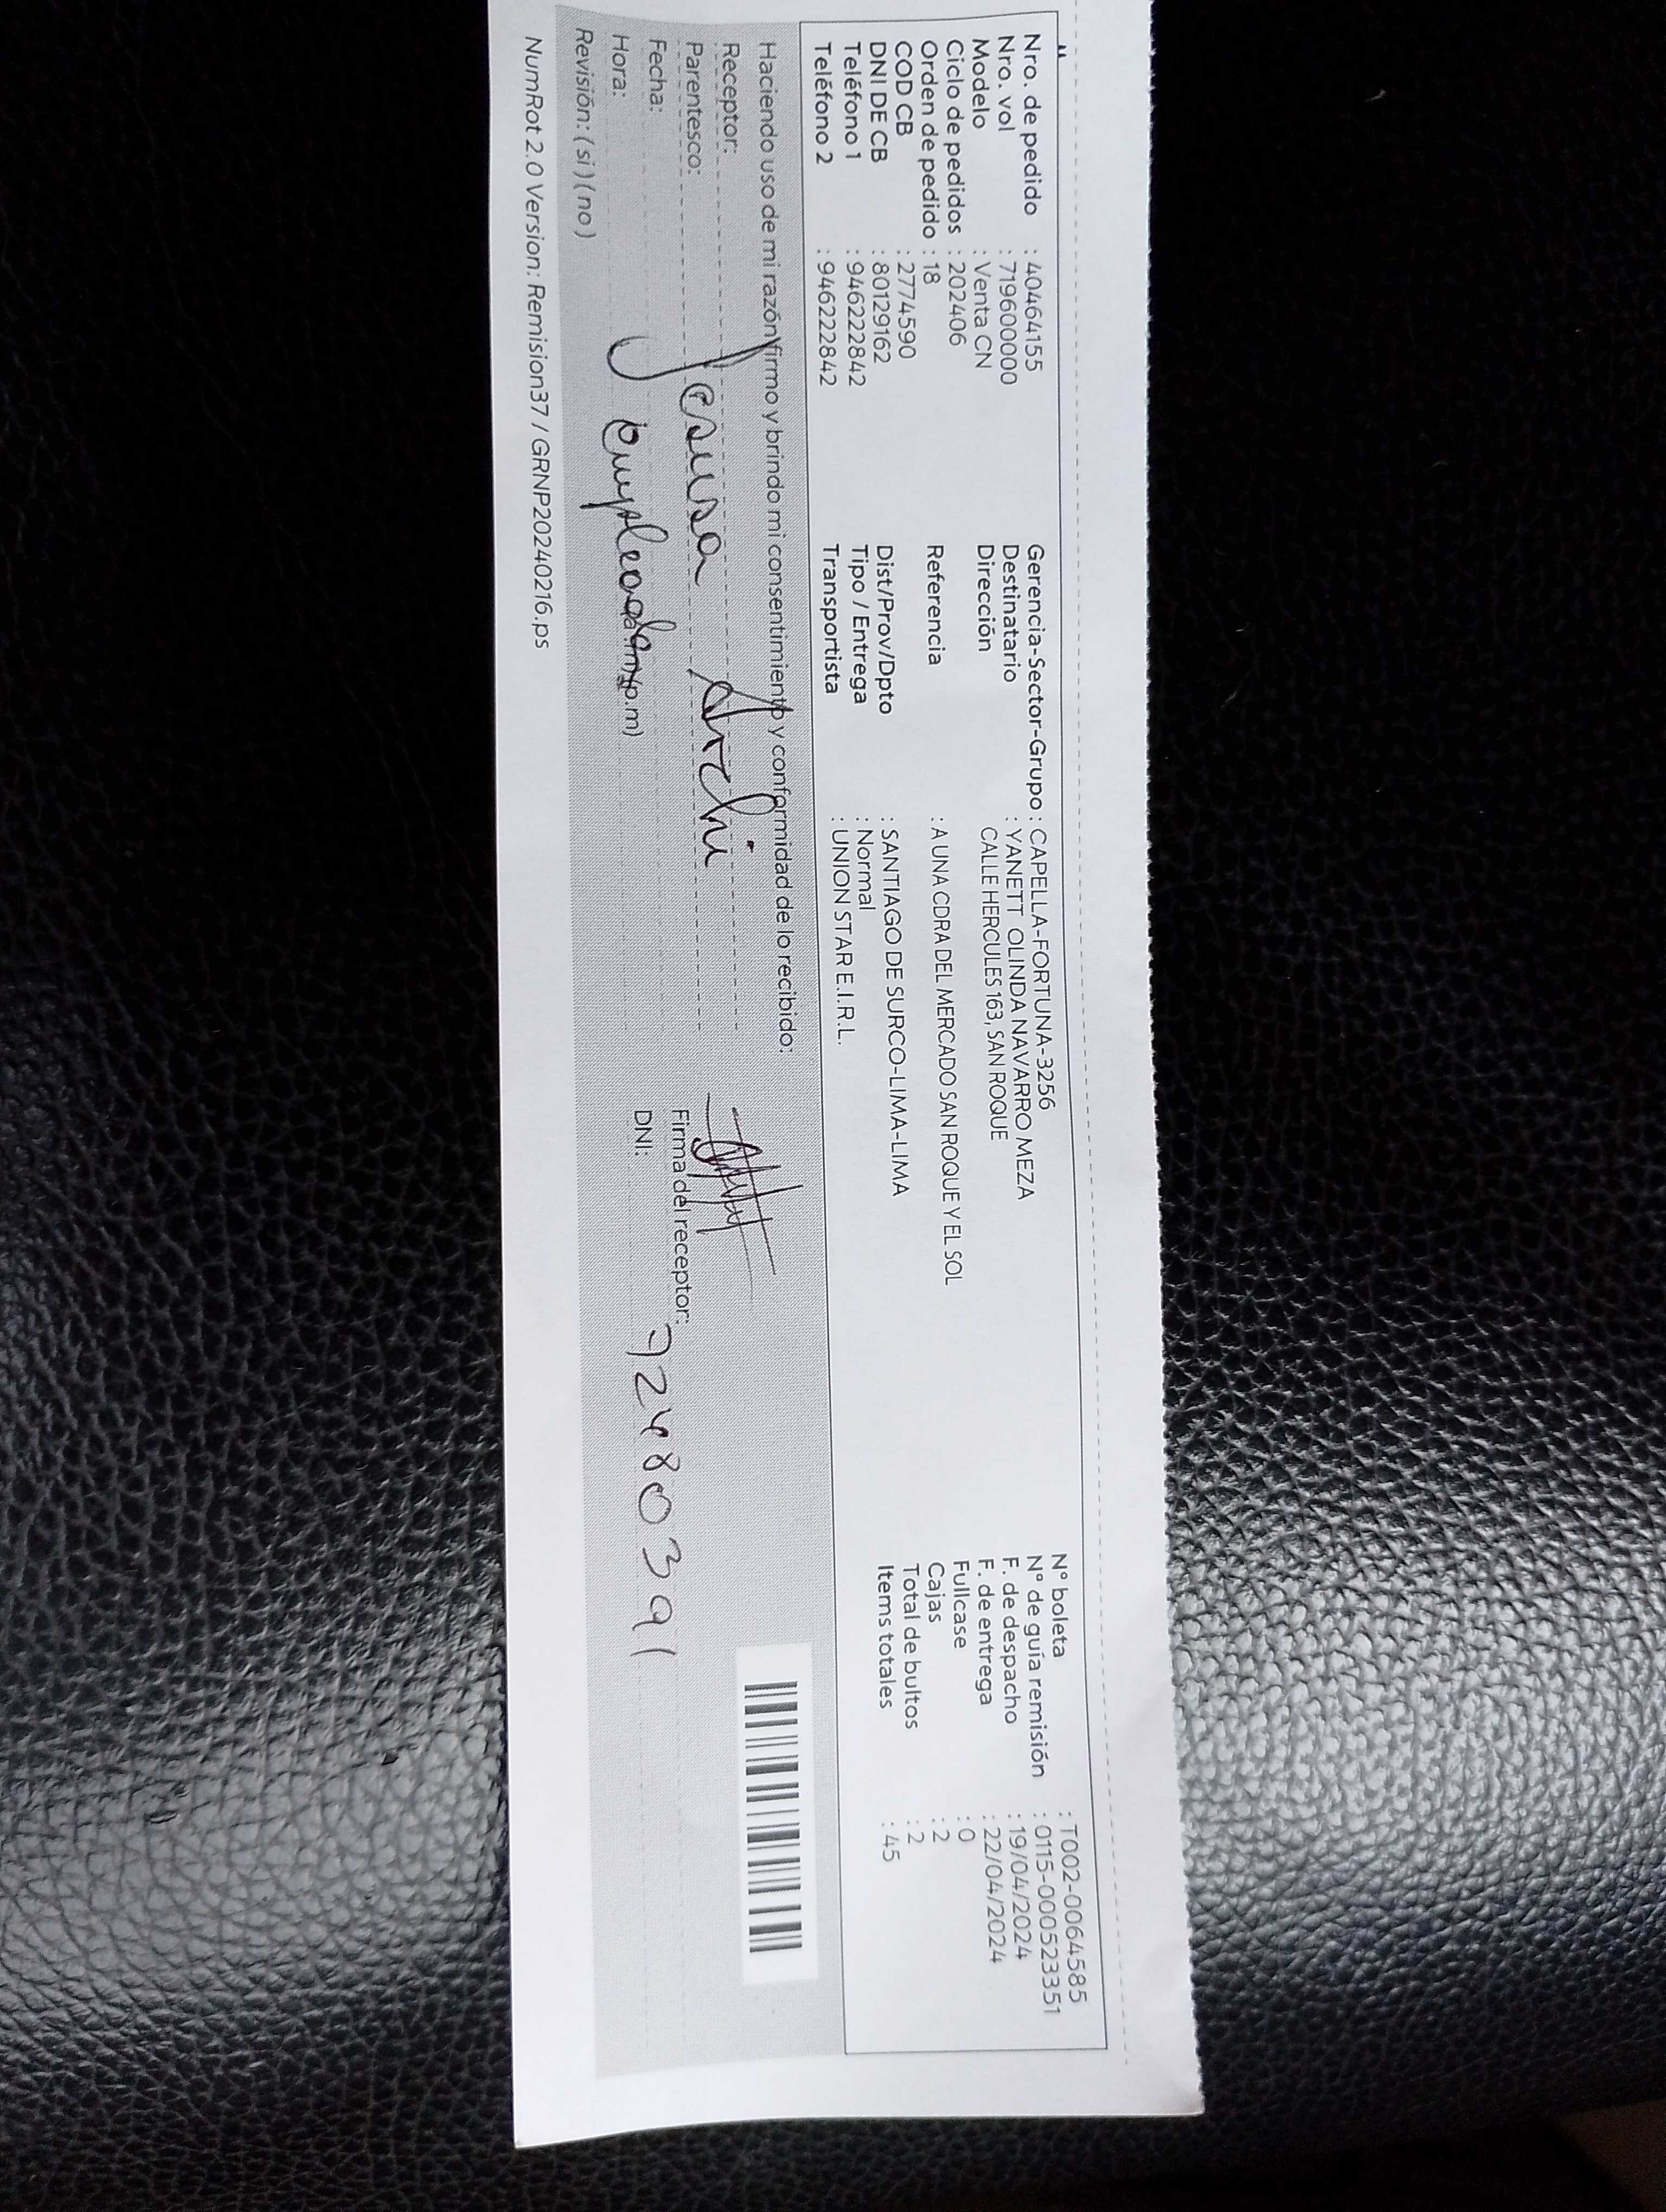 Nro. de pedido : 40464155
Nro. vol : 719600000
Modelo : Venta CN
Ciclo de pedidos : 202406
Orden de pedido : 18
COD CB : 2774590
DNI DE CB : 80129162
Teléfono 1 : 946222842
Teléfono 2 : 946222842
Gerencia-Sector-Grupo : CAPELLA-FORTUNA-3256
Destinatario : YANETT OLINDA NAVARRO MEZA
Dirección CALLE HERCULES 163, SAN ROQUE
Referencia : A UNA CDRA DEL MERCADO SAN ROQUE Y EL SOL
Dist/Prov/Dpto : SANTIAGO DE SURCO-LIMA-LIMA
Tipo / Entrega : Normal
Transportista : UNION STAR E.I.R.L.
N° boleta : T002-0064585
N° de guía remisión : 0115-000523351
F. de despacho : 19/04/2024
F. de entrega : 22/04/2024
Fullcase : 0
Cajas : 2
Total de bultos : 2
Items totales : 45
Haciendo uso de mi razón firmo y brindo mi consentimiento y conformidad de lo recibido:
Receptor:
Parentesco:
Fecha:
Hora: p.m)
Revisión: ( si ) ( no )
empleada
Firma del receptor:
DNI: 72480391
NumRot 2.0 Version: Remision37 / GRNP20240216.ps